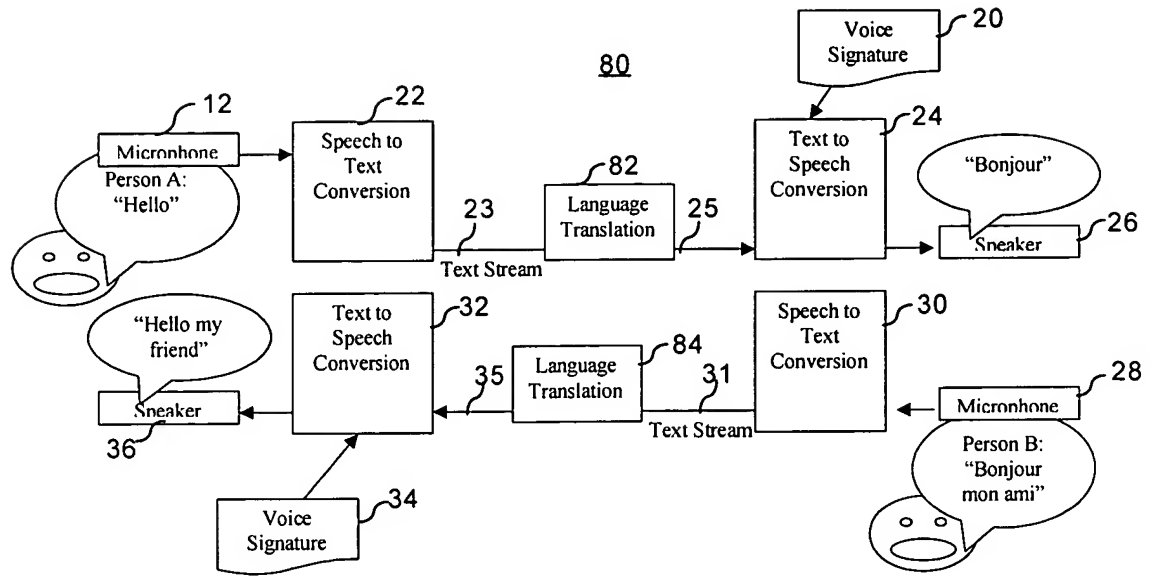 20
Voice
Signature
80
12
22
24
Microphone
Speech to
Text
Conversion
Text to
Speech
Conversion
Person A:
“Hello”
82
Language
Translation
“Bonjour”
23
25
Text Stream
Speaker
26
“Hello my
friend”
Text to
Speech
Conversion
32
Speech to
Text
Conversion
30
84
Language
Translation
35
31
Text Stream
Speaker
36
Microphone
28
Person B:
“Bonjour
mon ami”
Voice
Signature
34